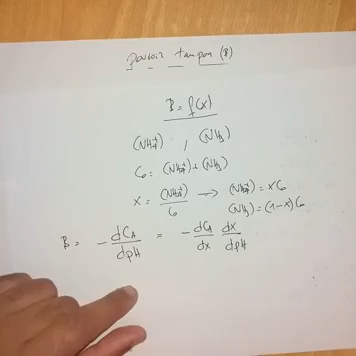 pouvoir tampon (B)
B = f(x)
(NH4+) , (NH3)
C0 = (NH4+) + (NH3)
x = (NH4+)/C0 → (NH4+) = x C0
(NH3) = (1-x) C0
B = - dCA/dpH = - dCA/dx dx/dpH